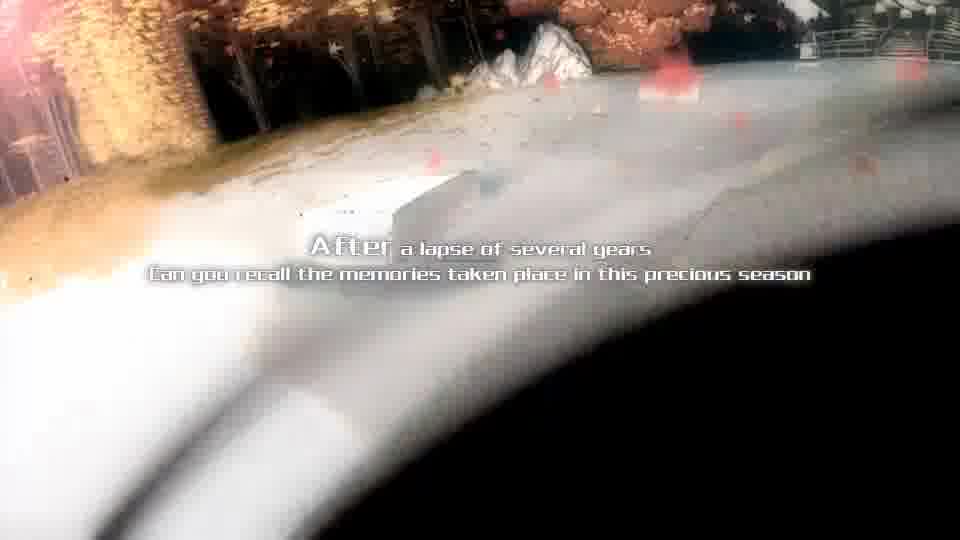 After a lapse of several years
Can you recall the memories taken place in this precious season